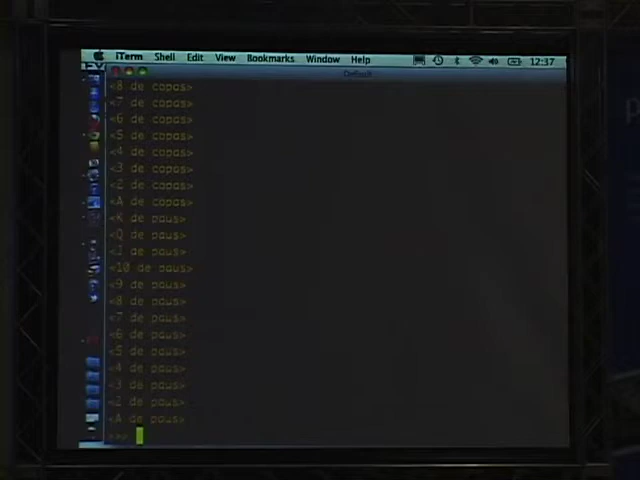 iTerm Shell Edit View Bookmarks Window Help 12:37
Default
<8 de copas>
<7 de copas>
<6 de copas>
<5 de copas>
<4 de copas>
<3 de copas>
<2 de copas>
<A de copas>
<K de paus>
<Q de paus>
<J de paus>
<10 de paus>
<9 de paus>
<8 de paus>
<7 de paus>
<6 de paus>
<5 de paus>
<4 de paus>
<3 de paus>
<2 de paus>
<A de paus>
>>>